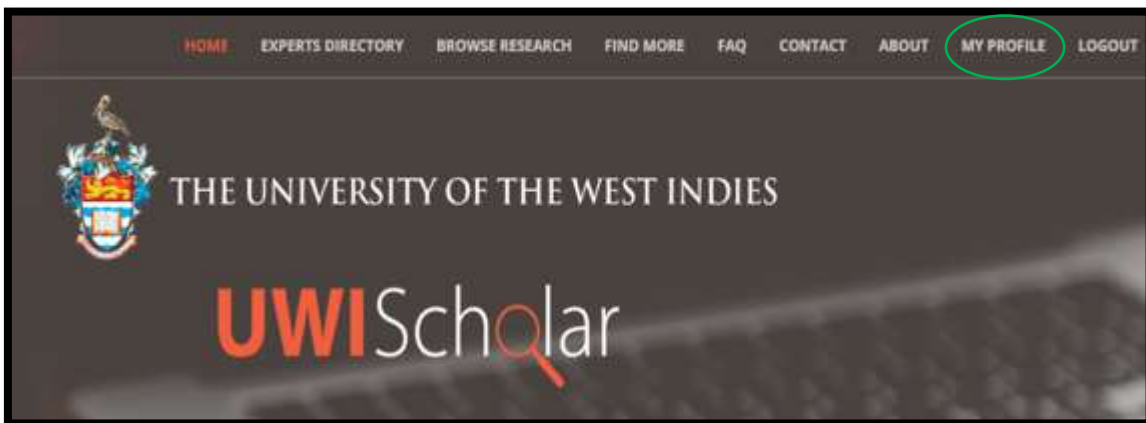 HOME EXPERTS DIRECTORY BROWSE RESEARCH FIND MORE FAQ CONTACT ABOUT MY PROFILE LOGOUT
THE UNIVERSITY OF THE WEST INDIES
UWIScholar